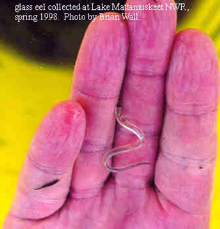 glass eel collected at Lake Mattamuskeet NWR,
spring 1998. Photo by Brian Wall.